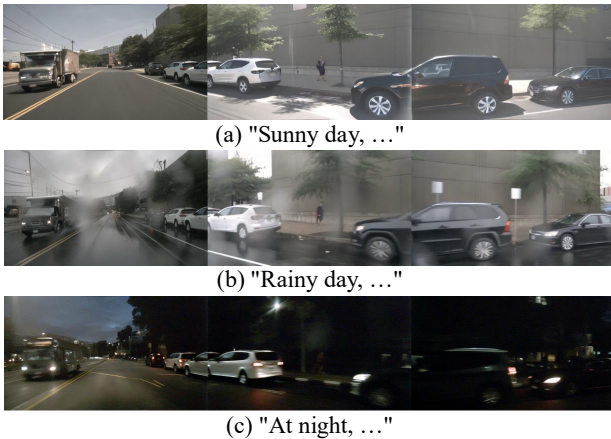 (a) "Sunny day, ..."
(b) "Rainy day, ..."
(c) "At night, ..."